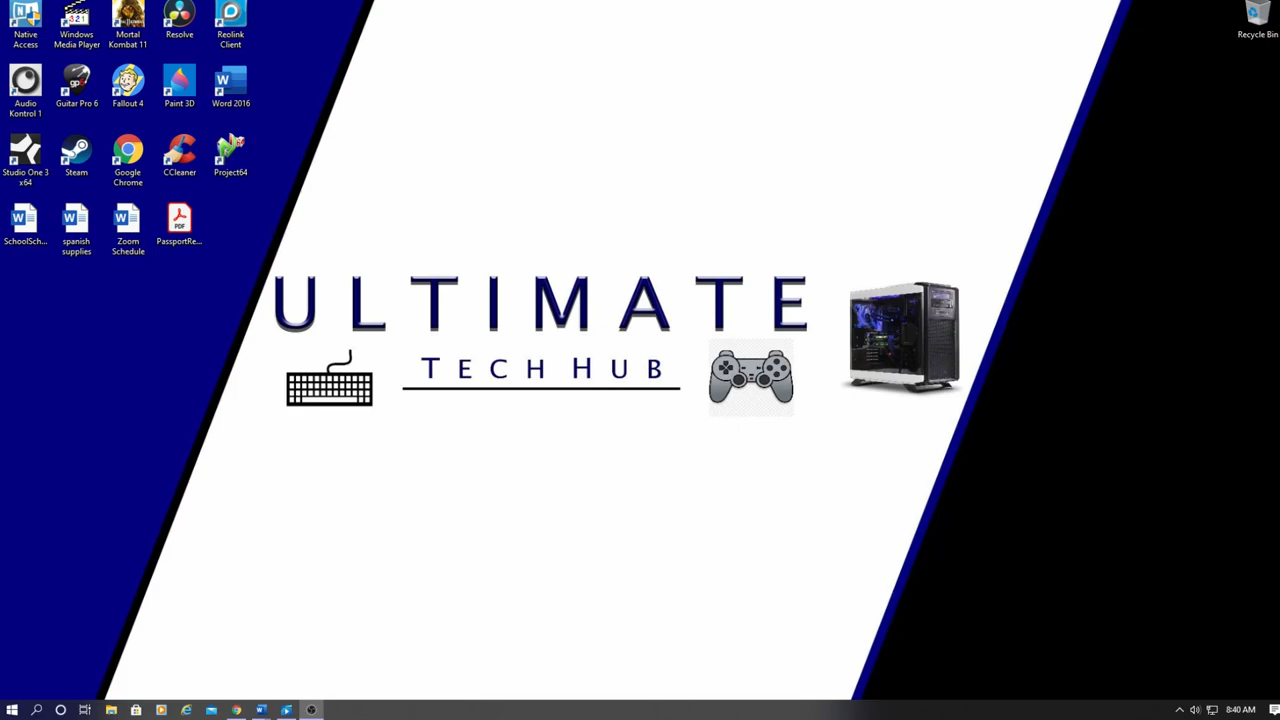 Native
Access
Windows
Media Player
Mortal
Kombat 11
Resolve
Reolink
Client
Recycle Bin
Audio
Kontrol 1
Guitar Pro 6
Fallout 4
Paint 3D
Word 2016
Studio One 3
x64
Steam
Google
Chrome
CCleaner
Project64
SchoolSch...
spanish
supplies
Zoom
Schedule
PDF
PassportRe...
ULTIMATE
TECH HUB
8:40 AM